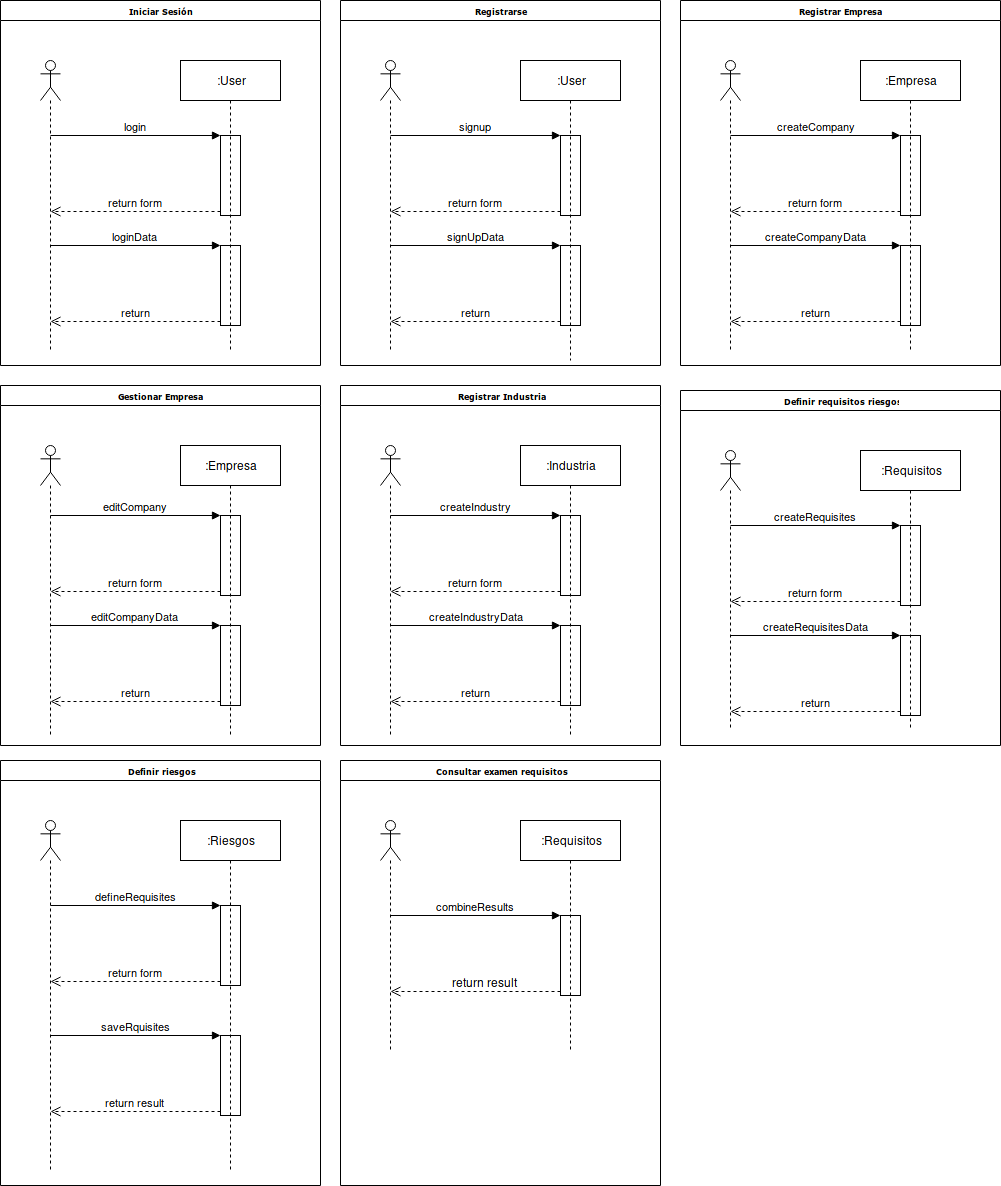 Iniciar Sesión
:User
login
return form
loginData
return
Registrarse
:User
signup
return form
signUpData
return
Registrar Empresa
:Empresa
createCompany
return form
createCompanyData
return
Gestionar Empresa
:Empresa
editCompany
return form
editCompanyData
return
Registrar Industria
:Industria
createIndustry
return form
createIndustryData
return
Definir requisitos riesgos
:Requisitos
createRequisites
return form
createRequisitesData
return
Definir riesgos
:Riesgos
defineRequisites
return form
saveRquisites
return result
Consultar examen requisitos
:Requisitos
combineResults
return result